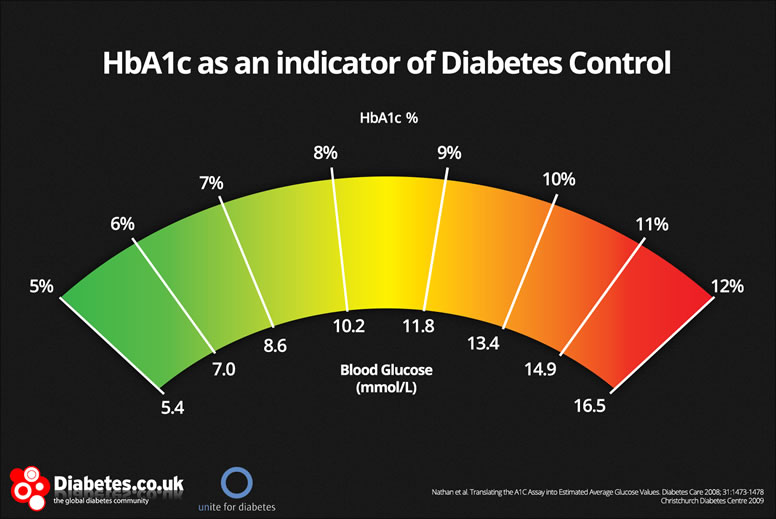 HbA1c as an indicator of Diabetes Control
HbA1c %
5%
6%
7%
8%
9%
10%
11%
12%
5.4
7.0
8.6
10.2
11.8
13.4
14.9
16.5
Blood Glucose
(mmol/L)
Diabetes.co.uk
the global diabetes community
unite for diabetes
Nathan et al. Translating the A1C Assay into Estimated Average Glucose Values. Diabetes Care 2008; 31:1473-1478
Christchurch Diabetes Centre 2009